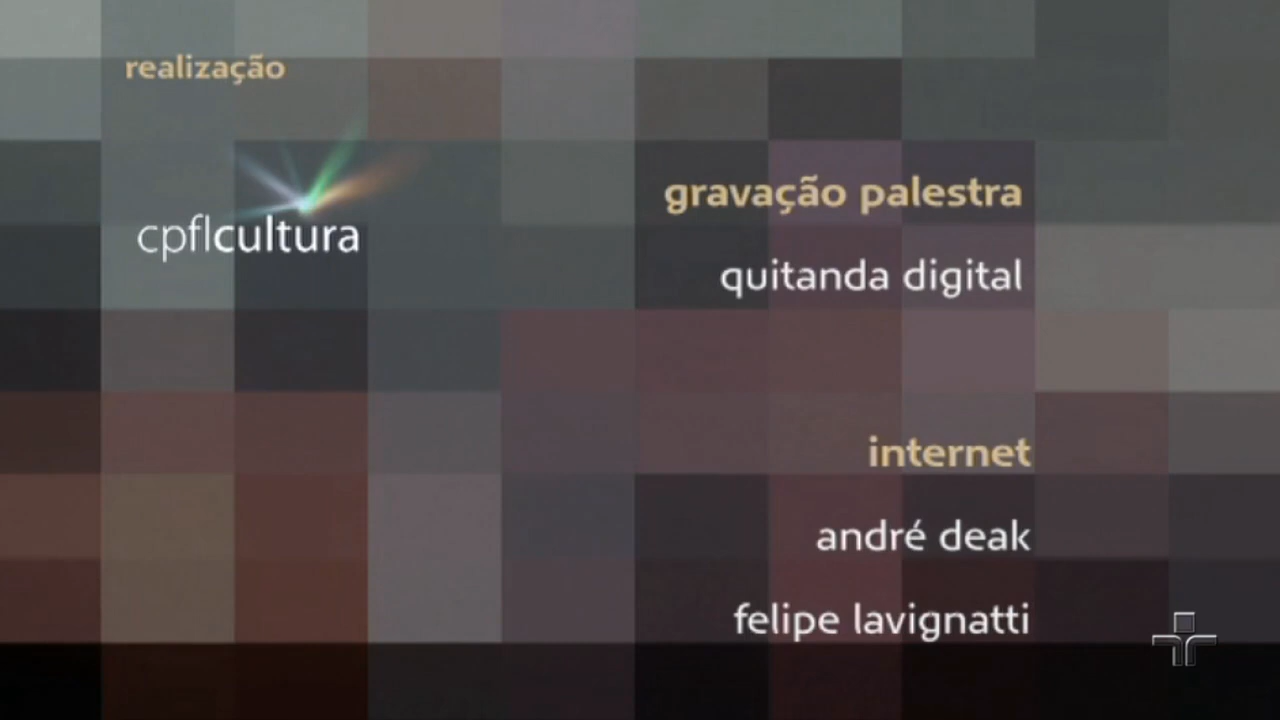 realização
cpflcultura
gravação palestra
quitanda digital
internet
andré deak
felipe lavignatti